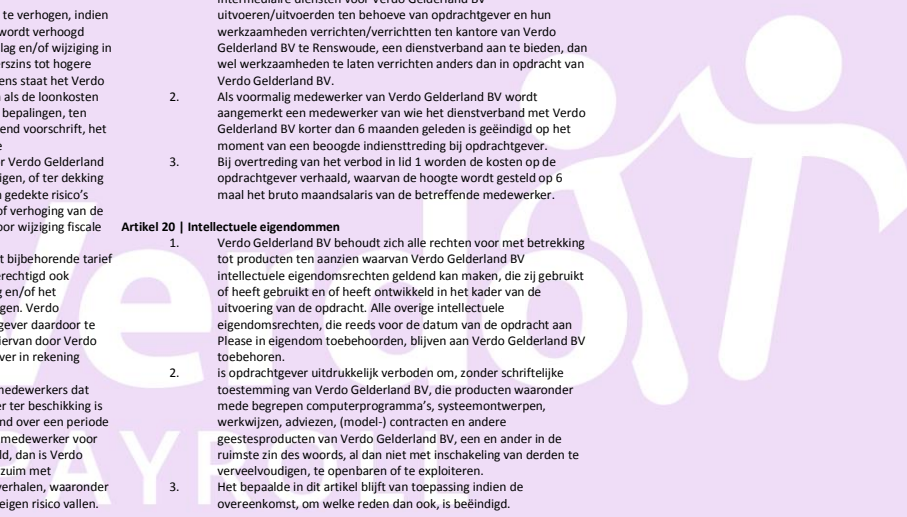 te verhogen, indien
wordt verhoogd
lag en/of wijziging in
erszins tot hogere
ens staat het Verdo
als de loonkosten
bepalingen, ten
end voorschrift, het
r Verdo Gelderland
igen, of ter dekking
gedekte risico's
of verhoging van de
oor wijziging fiscale
t bijbehorende tarief
erechtigd ook
g en/of het
gen. Verdo
gever daardoor te
iervan door Verdo
ver in rekening
medewerkers dat
r ter beschikking is
nd over een periode
medewerker voor
ld, dan is Verdo
zuim met
verhalen, waaronder
eigen risico vallen.
intermediaire diensten voor Verdo Gelderland BV
uitvoeren/uitvoerden ten behoeve van opdrachtgever en hun
werkzaamheden verrichten/verrichtten ten kantore van Verdo
Gelderland BV te Renswoude, een dienstverband aan te bieden, dan
wel werkzaamheden te laten verrichten anders dan in opdracht van
Verdo Gelderland BV.
2. Als voormalig medewerker van Verdo Gelderland BV wordt
aangemerkt een medewerker van wie het dienstverband met Verdo
Gelderland BV korter dan 6 maanden geleden is geëindigd op het
moment van een beoogde indiensttreding bij opdrachtgever.
3. Bij overtreding van het verbod in lid 1 worden de kosten op de
opdrachtgever verhaald, waarvan de hoogte wordt gesteld op 6
maal het bruto maandsalaris van de betreffende medewerker.
Artikel 20 | Intellectuele eigendommen
1. Verdo Gelderland BV behoudt zich alle rechten voor met betrekking
tot producten ten aanzien waarvan Verdo Gelderland BV
intellectuele eigendomsrechten geldend kan maken, die zij gebruikt
of heeft gebruikt en of heeft ontwikkeld in het kader van de
uitvoering van de opdracht. Alle overige intellectuele
eigendomsrechten, die reeds voor de datum van de opdracht aan
Please in eigendom toebehoorden, blijven aan Verdo Gelderland BV
toebehoren.
2. is opdrachtgever uitdrukkelijk verboden om, zonder schriftelijke
toestemming van Verdo Gelderland BV, die producten waaronder
mede begrepen computerprogramma's, systeemontwerpen,
werkwijzen, adviezen, (model-) contracten en andere
geestesproducten van Verdo Gelderland BV, een en ander in de
ruimste zin des woords, al dan niet met inschakeling van derden te
verveelvoudigen, te openbaren of te exploiteren.
3. Het bepaalde in dit artikel blijft van toepassing indien de
overeenkomst, om welke reden dan ook, is beëindigd.
Verdo
PAYROLL